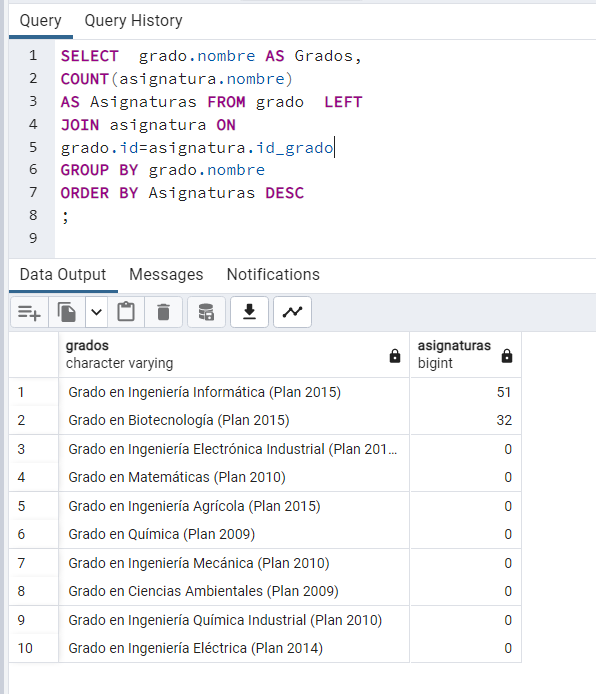 Query Query History
1 SELECT  grado.nombre AS Grados,
2 COUNT(asignatura.nombre)
3 AS Asignaturas FROM grado  LEFT
4 JOIN asignatura ON
5 grado.id=asignatura.id_grado
6 GROUP BY grado.nombre
7 ORDER BY Asignaturas DESC
8 ;
9
Data Output Messages Notifications
grados asignaturas
character varying bigint
1 Grado en Ingeniería Informática (Plan 2015) 51
2 Grado en Biotecnología (Plan 2015) 32
3 Grado en Ingeniería Electrónica Industrial (Plan 201... 0
4 Grado en Matemáticas (Plan 2010) 0
5 Grado en Ingeniería Agrícola (Plan 2015) 0
6 Grado en Química (Plan 2009) 0
7 Grado en Ingeniería Mecánica (Plan 2010) 0
8 Grado en Ciencias Ambientales (Plan 2009) 0
9 Grado en Ingeniería Química Industrial (Plan 2010) 0
10 Grado en Ingeniería Eléctrica (Plan 2014) 0